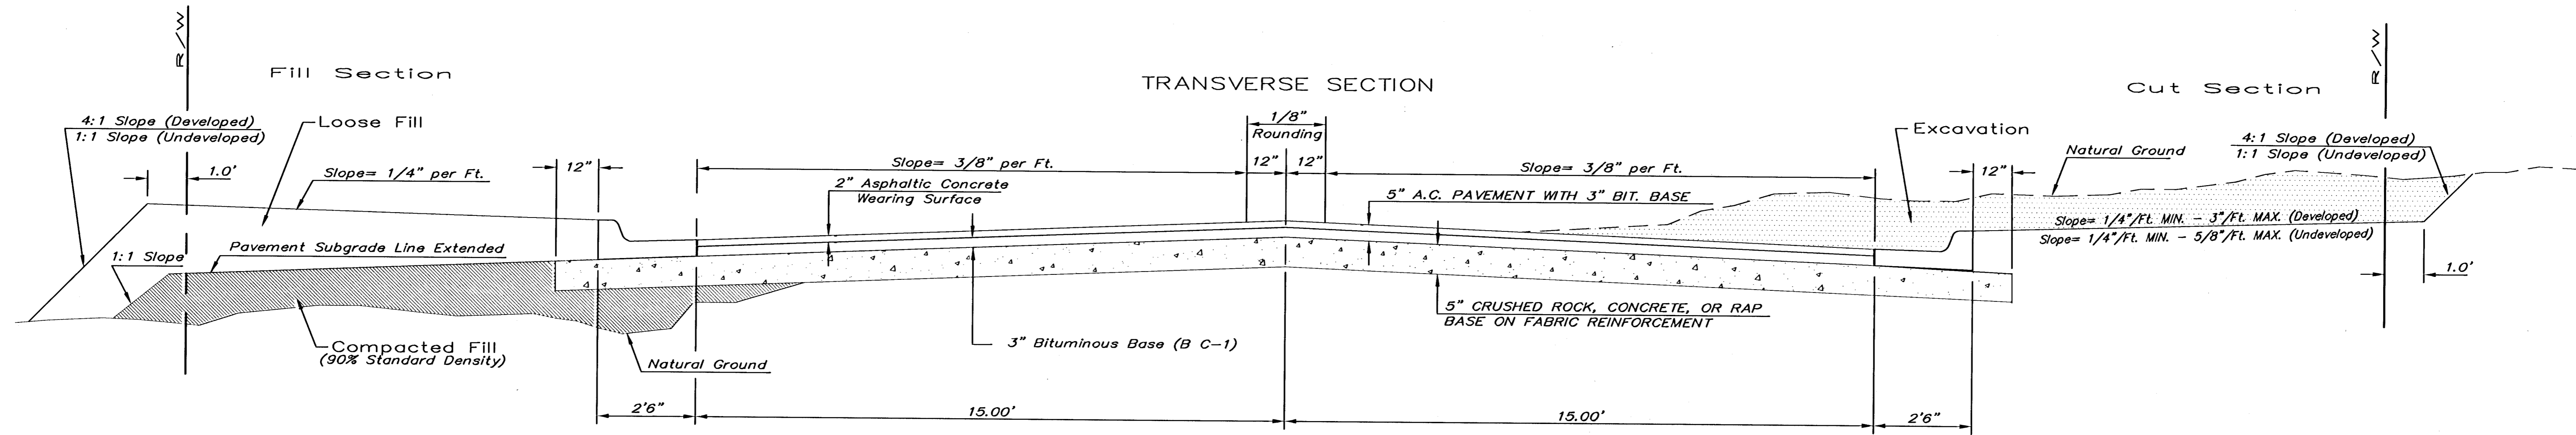 R/W
Fill Section
4:1 Slope (Developed)
1:1 Slope (Undeveloped)
Loose Fill
1.0'
Slope= 1/4" per Ft.
12"
1:1 Slope
Pavement Subgrade Line Extended
Compacted Fill
(90% Standard Density)
Natural Ground
2'6"
TRANSVERSE SECTION
1/8"
Rounding
12"
12"
Slope= 3/8" per Ft.
Slope= 3/8" per Ft.
2" Asphaltic Concrete
Wearing Surface
5" A.C. PAVEMENT WITH 3" BIT. BASE
5" CRUSHED ROCK, CONCRETE, OR RAP
BASE ON FABRIC REINFORCEMENT
3" Bituminous Base (B C-1)
15.00'
15.00'
2'6"
R/W
Cut Section
Excavation
Natural Ground
4:1 Slope (Developed)
1:1 Slope (Undeveloped)
12"
Slope= 1/4"/Ft. MIN. - 3"/Ft. MAX. (Developed)
Slope= 1/4"/Ft. MIN. - 5/8"/Ft. MAX. (Undeveloped)
1.0'